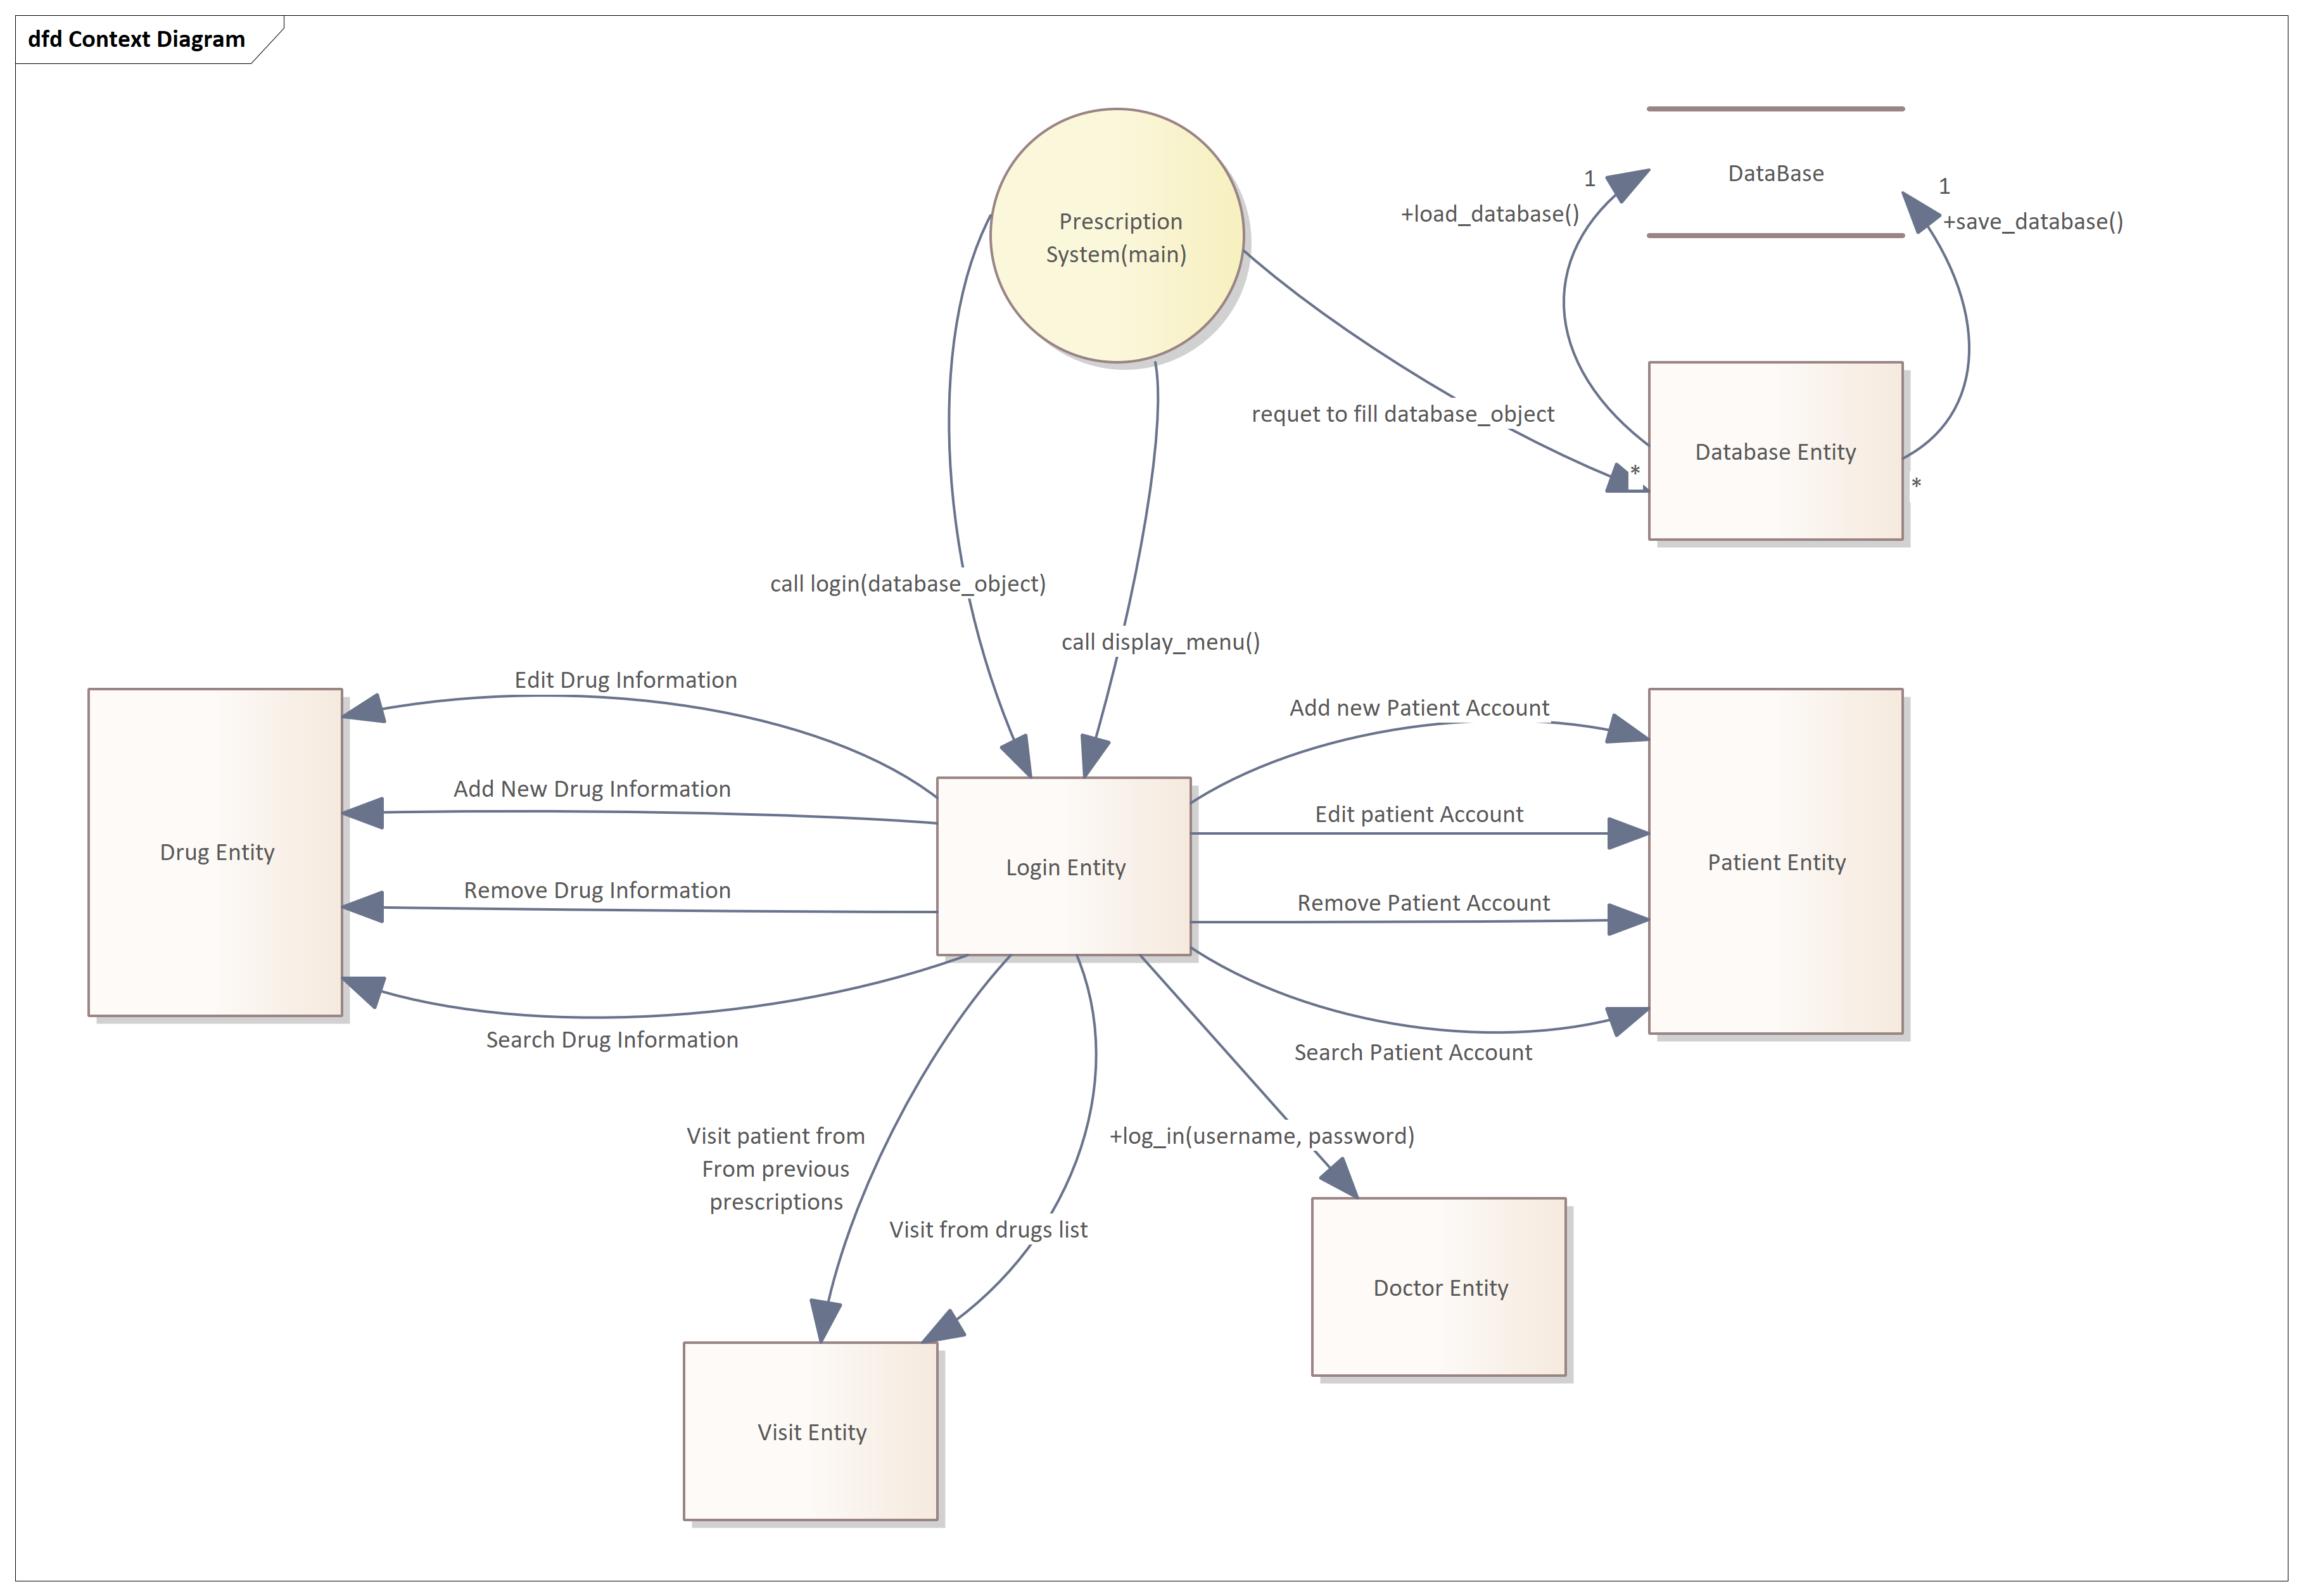 dfd Context Diagram
Prescription
System(main)
DataBase
1
+load_database()
1
+save_database()
requet to fill database_object
Database Entity
*
*
call login(database_object)
call display_menu()
Edit Drug Information
Add new Patient Account
Add New Drug Information
Edit patient Account
Drug Entity
Login Entity
Patient Entity
Remove Drug Information
Remove Patient Account
Search Drug Information
Search Patient Account
Visit patient from
From previous
prescriptions
+log_in(username, password)
Visit from drugs list
Doctor Entity
Visit Entity